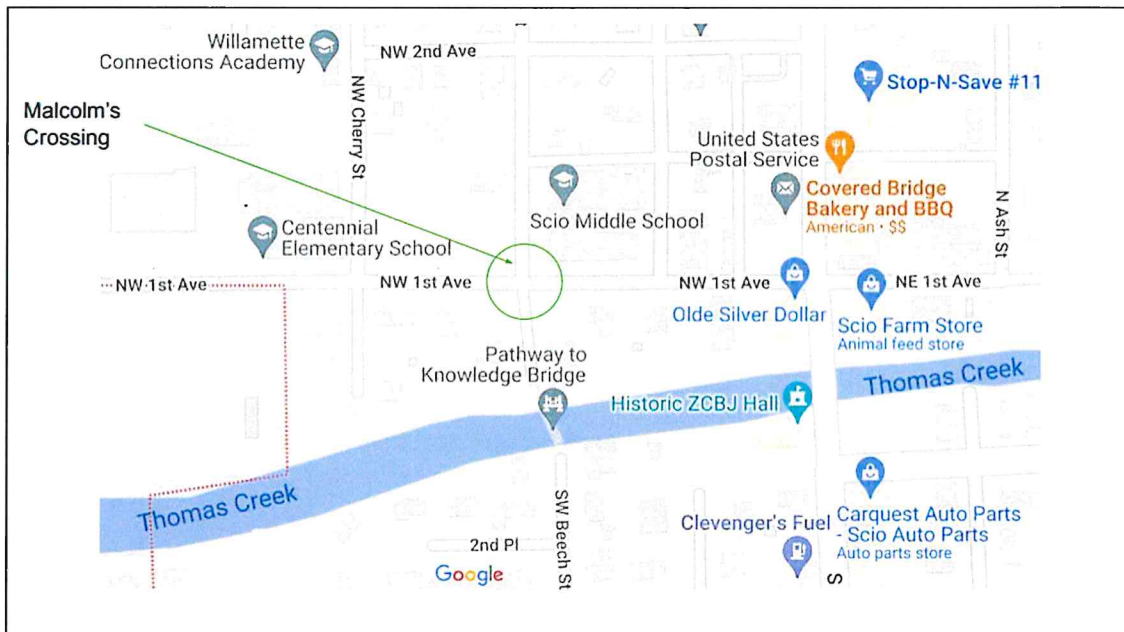 Willamette
Connections Academy
NW 2nd Ave
Stop-N-Save #11
Malcolm's
Crossing
NW Cherry St
United States
Postal Service
Covered Bridge
Bakery and BBQ
American · $$
N Ash St
Scio Middle School
Centennial
Elementary School
NW 1st Ave
NW 1st Ave
NW 1st Ave
NE 1st Ave
Olde Silver Dollar
Scio Farm Store
Animal feed store
Pathway to
Knowledge Bridge
Thomas Creek
Historic ZCBJ Hall
Thomas Creek
SW Beech St
Clevenger's Fuel
Carquest Auto Parts
- Scio Auto Parts
Auto parts store
2nd Pl
Google
S